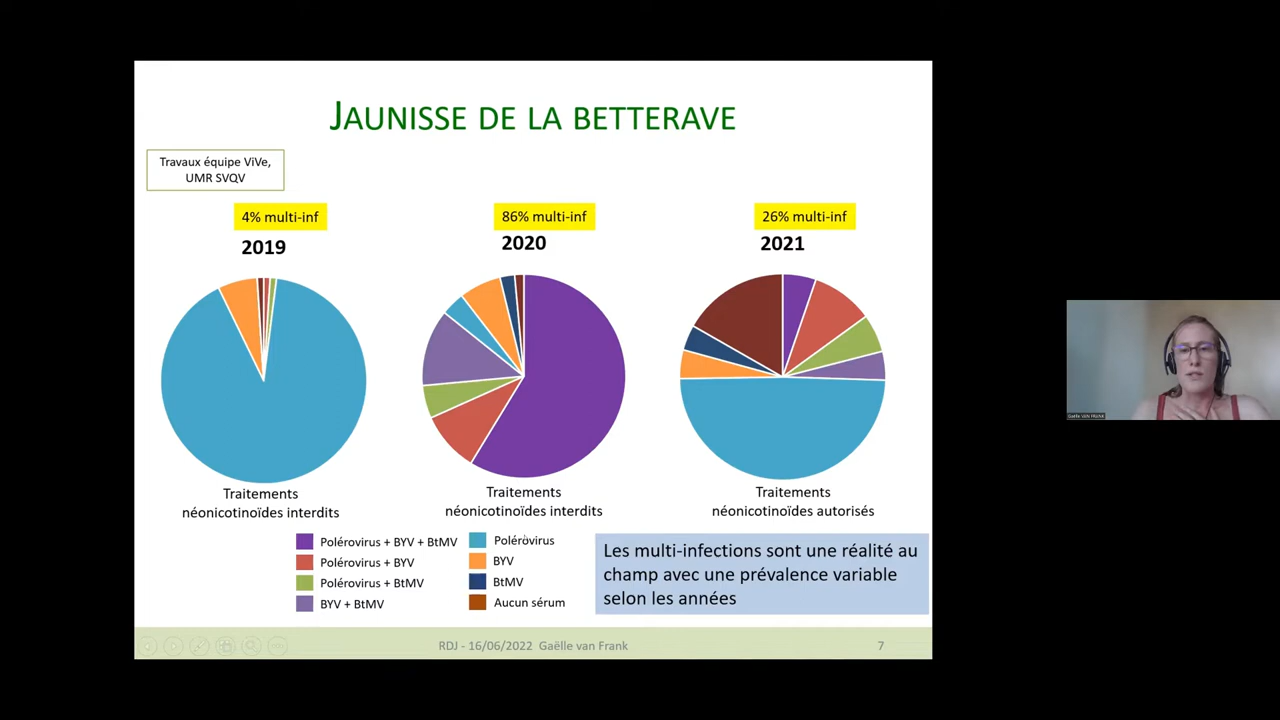 JAUNISSE DE LA BETTERAVE
Travaux équipe ViVe,
UMR SVQV
4% multi-inf
2019
86% multi-inf
2020
26% multi-inf
2021
Traitements
néonicotinoïdes interdits
Traitements
néonicotinoïdes interdits
Traitements
néonicotinoïdes autorisés
Polérovirus + BYV + BtMV
Polérovirus + BYV
Polérovirus + BtMV
BYV + BtMV
Polérovirus
BYV
BtMV
Aucun sérum
Les multi-infections sont une réalité au
champ avec une prévalence variable
selon les années
RDJ - 16/06/2022 Gaëlle van Frank
7
Gaëlle VAN FRANK